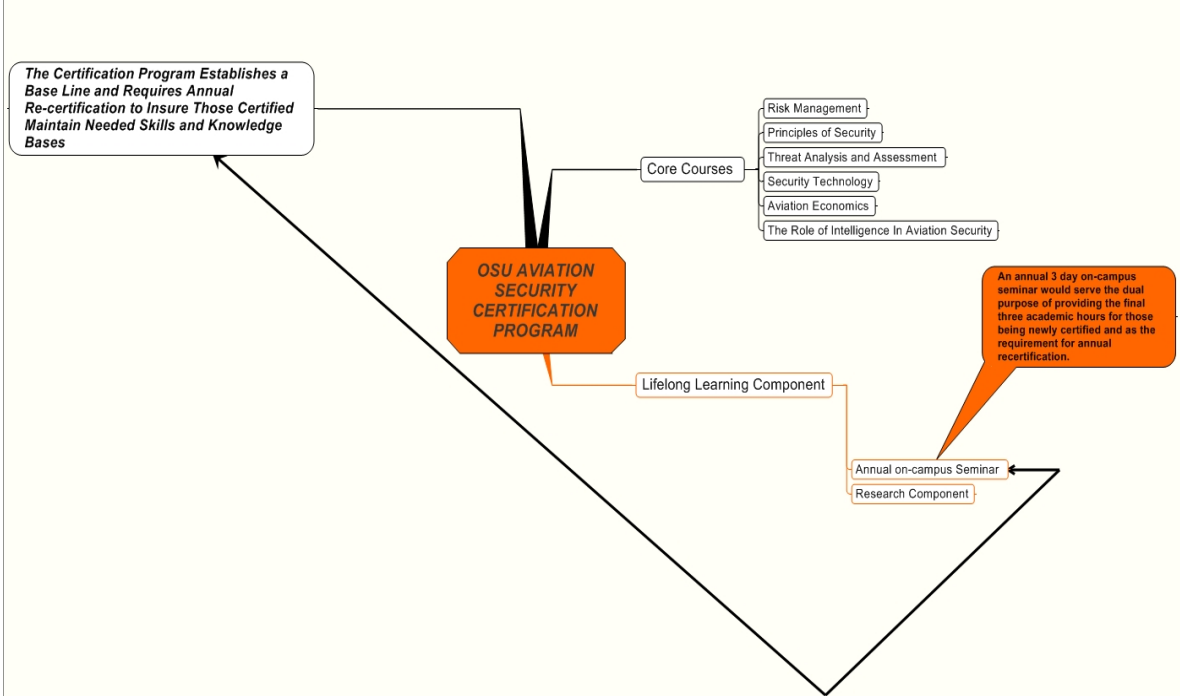 The Certification Program Establishes a
Base Line and Requires Annual
Re-certification to Insure Those Certified
Maintain Needed Skills and Knowledge
Bases
Risk Management
Principles of Security
Core Courses
Threat Analysis and Assessment
Security Technology
Aviation Economics
The Role of Intelligence In Aviation Security
OSU AVIATION
SECURITY
CERTIFICATION
PROGRAM
An annual 3 day on-campus
seminar would serve the dual
purpose of providing the final
three academic hours for those
being newly certified and as the
requirement for annual
recertification.
Lifelong Learning Component
Annual on-campus Seminar
Research Component